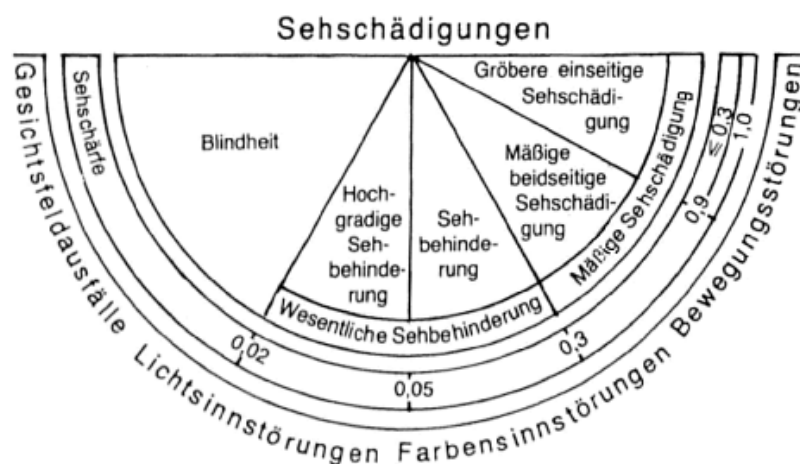 Sehschädigungen
Gesichtsfeldausfälle Lichtsinnstörungen Farbensinnstörungen Bewegungsstörungen
Sehschärfe
Blindheit
Hoch-
gradige
Seh-
behinde-
rung
Seh-
behinde-
rung
Mäßige
beidseitige
Sehschädi-
gung
Gröbere einseitige
Sehschädi-
gung
Wesentliche Sehbehinderung
Mäßige Sehschädigung
0,02
0,05
0,3
0,9
≤ 0,3
1,0